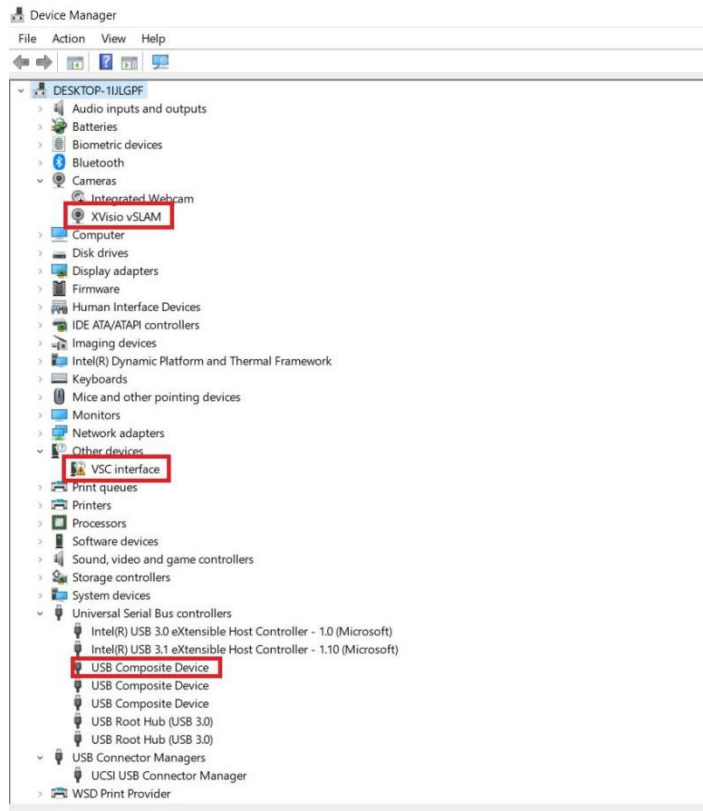 Device Manager
File Action View Help
DESKTOP-1IJLGPF
Audio inputs and outputs
Batteries
Biometric devices
Bluetooth
Cameras
Integrated Webcam
XVisio vSLAM
Computer
Disk drives
Display adapters
Firmware
Human Interface Devices
IDE ATA/ATAPI controllers
Imaging devices
Intel(R) Dynamic Platform and Thermal Framework
Keyboards
Mice and other pointing devices
Monitors
Network adapters
Other devices
VSC interface
Print queues
Printers
Processors
Software devices
Sound, video and game controllers
Storage controllers
System devices
Universal Serial Bus controllers
Intel(R) USB 3.0 eXtensible Host Controller - 1.0 (Microsoft)
Intel(R) USB 3.1 eXtensible Host Controller - 1.10 (Microsoft)
USB Composite Device
USB Composite Device
USB Composite Device
USB Root Hub (USB 3.0)
USB Root Hub (USB 3.0)
USB Connector Managers
UCSI USB Connector Manager
WSD Print Provider